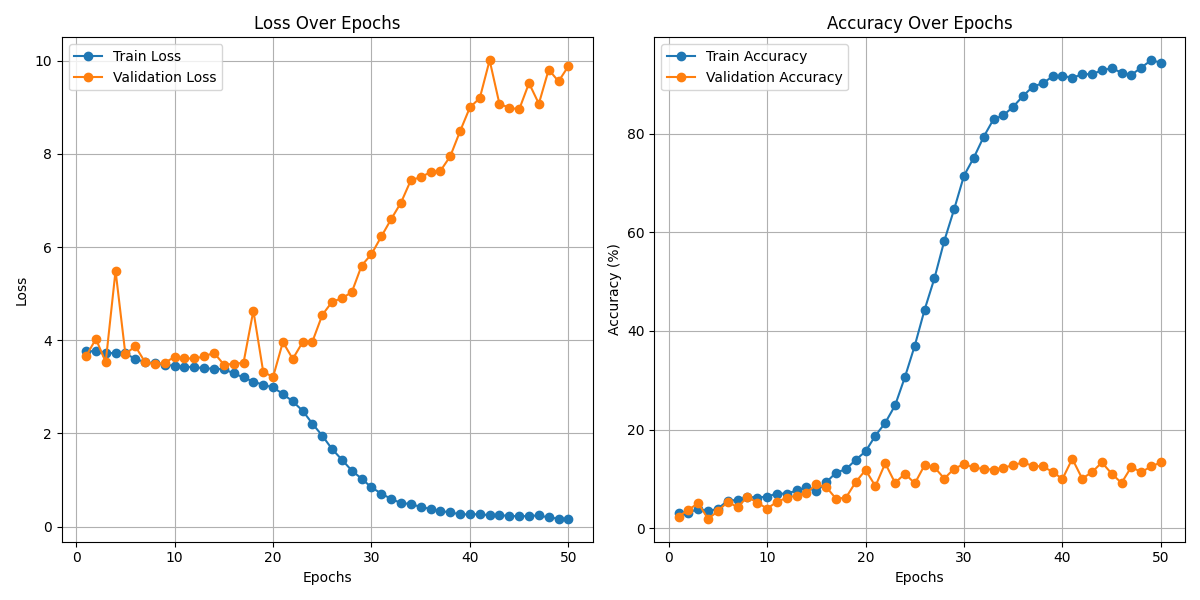 Loss Over Epochs
Train Loss
Validation Loss
10
8
6
4
2
0
Loss
0 10 20 30 40 50
Epochs
Accuracy Over Epochs
Train Accuracy
Validation Accuracy
80
60
40
20
0
Accuracy (%)
0 10 20 30 40 50
Epochs